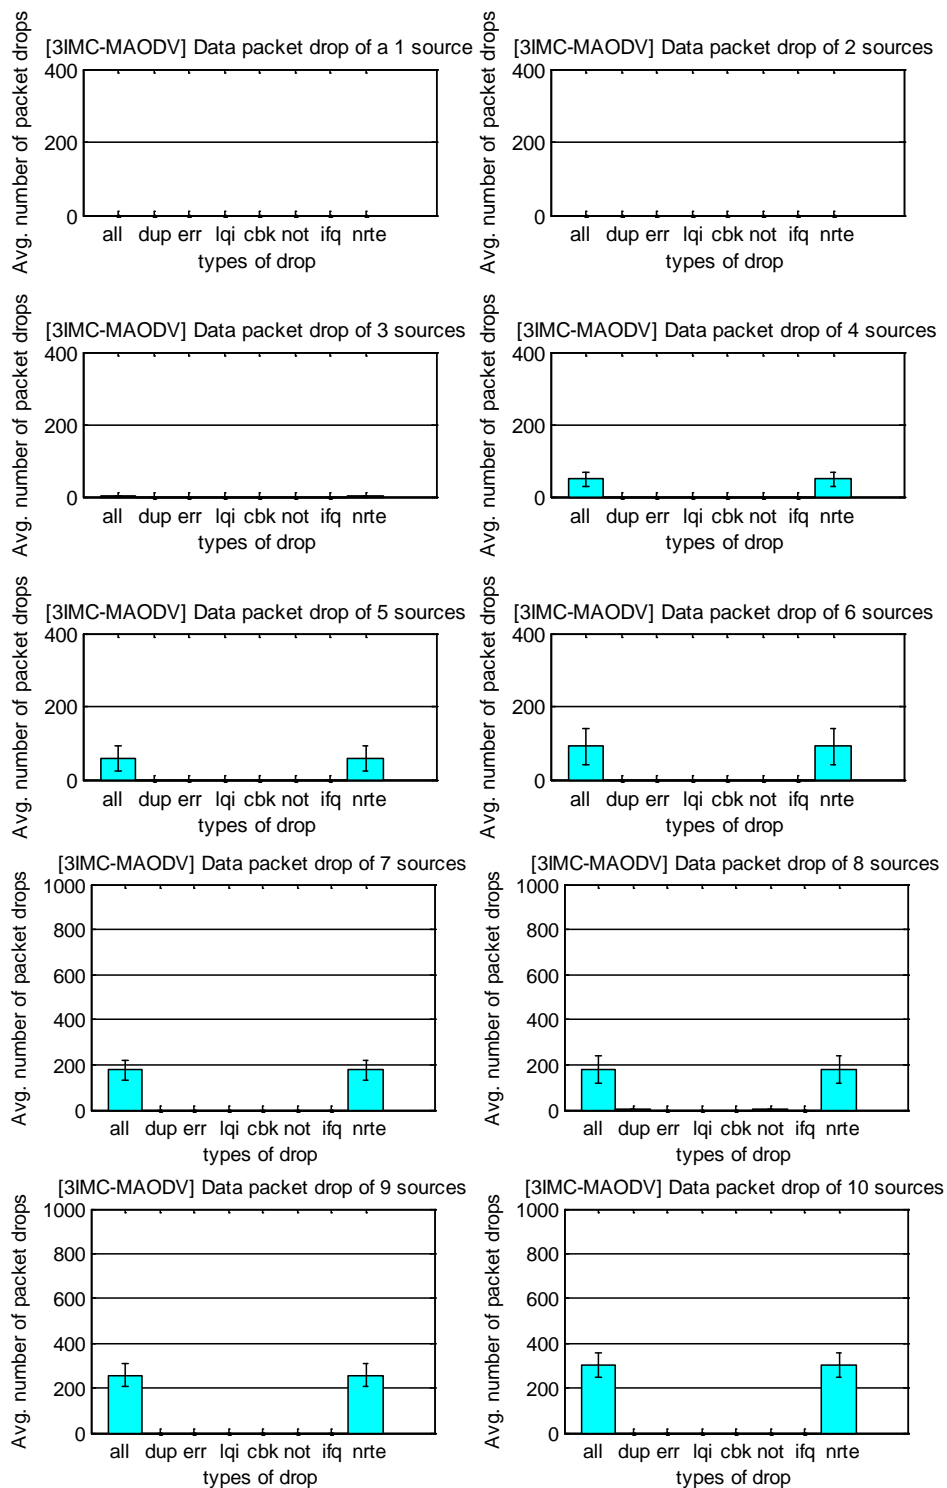 [3IMC-MAODV] Data packet drop of a 1 source
Avg. number of packet drops
400
200
0
all dup err lqi cbk not ifq nrte
types of drop
[3IMC-MAODV] Data packet drop of 2 sources
Avg. number of packet drops
400
200
0
all dup err lqi cbk not ifq nrte
types of drop
[3IMC-MAODV] Data packet drop of 3 sources
Avg. number of packet drops
400
200
0
all dup err lqi cbk not ifq nrte
types of drop
[3IMC-MAODV] Data packet drop of 4 sources
Avg. number of packet drops
400
200
0
all dup err lqi cbk not ifq nrte
types of drop
[3IMC-MAODV] Data packet drop of 5 sources
Avg. number of packet drops
400
200
0
all dup err lqi cbk not ifq nrte
types of drop
[3IMC-MAODV] Data packet drop of 6 sources
Avg. number of packet drops
400
200
0
all dup err lqi cbk not ifq nrte
types of drop
[3IMC-MAODV] Data packet drop of 7 sources
Avg. number of packet drops
1000
800
600
400
200
0
all dup err lqi cbk not ifq nrte
types of drop
[3IMC-MAODV] Data packet drop of 8 sources
Avg. number of packet drops
1000
800
600
400
200
0
all dup err lqi cbk not ifq nrte
types of drop
[3IMC-MAODV] Data packet drop of 9 sources
Avg. number of packet drops
1000
800
600
400
200
0
all dup err lqi cbk not ifq nrte
types of drop
[3IMC-MAODV] Data packet drop of 10 sources
Avg. number of packet drops
1000
800
600
400
200
0
all dup err lqi cbk not ifq nrte
types of drop